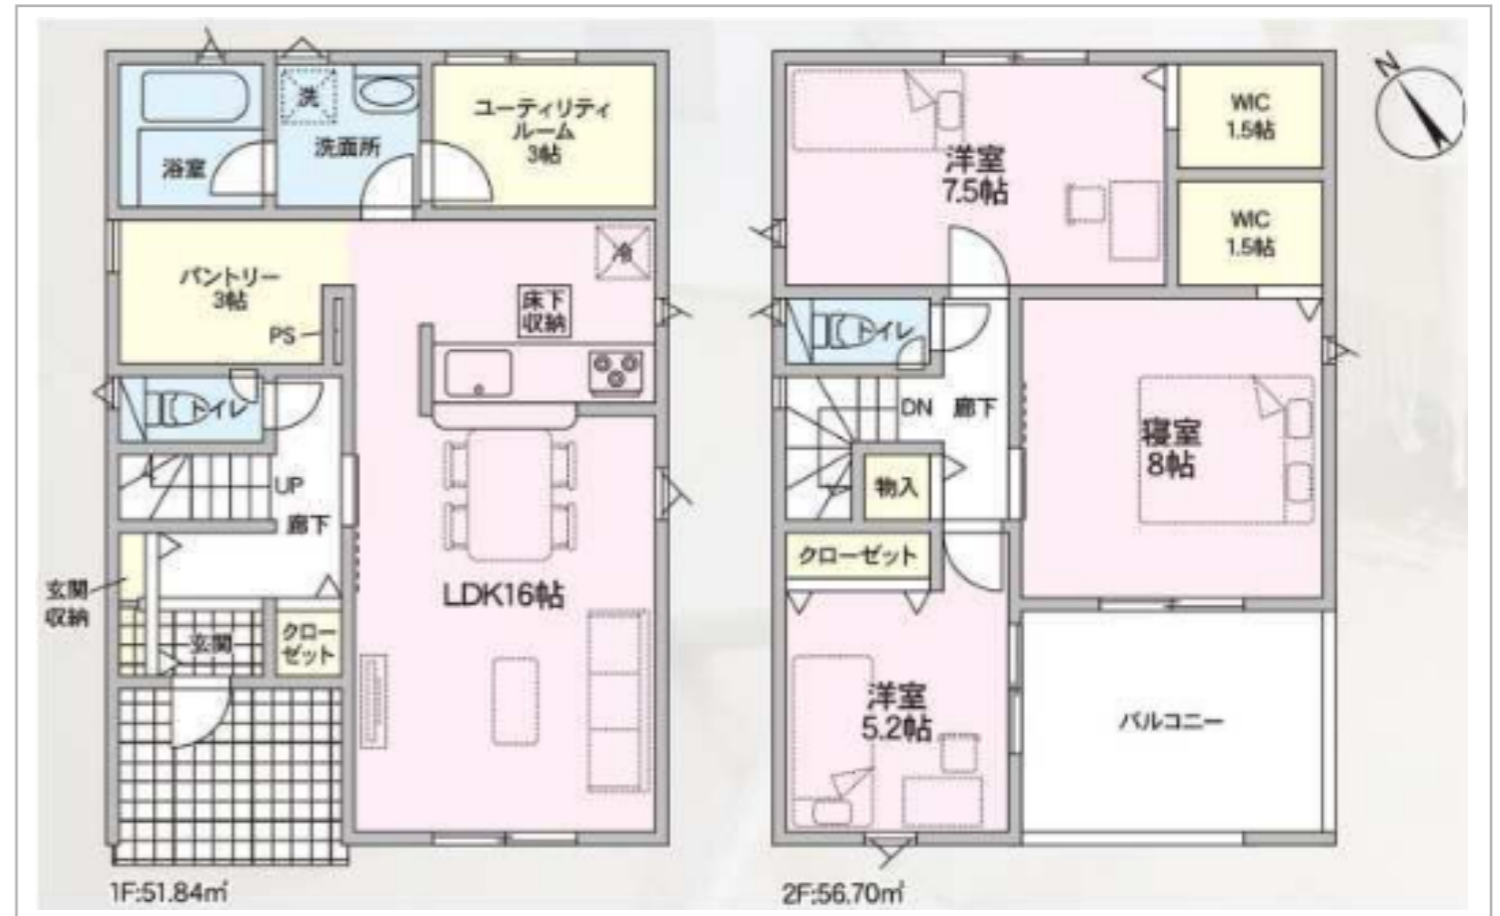 洗
洗面所
浴室
ユーティリティ
ルーム
3帖
パントリー
3帖
PS
冷
床下
収納
トイレ
UP
廊下
玄関
収納
玄関
クロー
ゼット
LDK16帖
1F:51.84㎡
N
洋室
7.5帖
WIC
1.5帖
WIC
1.5帖
トイレ
DN
廊下
物入
クローゼット
寝室
8帖
洋室
5.2帖
バルコニー
2F:56.70㎡